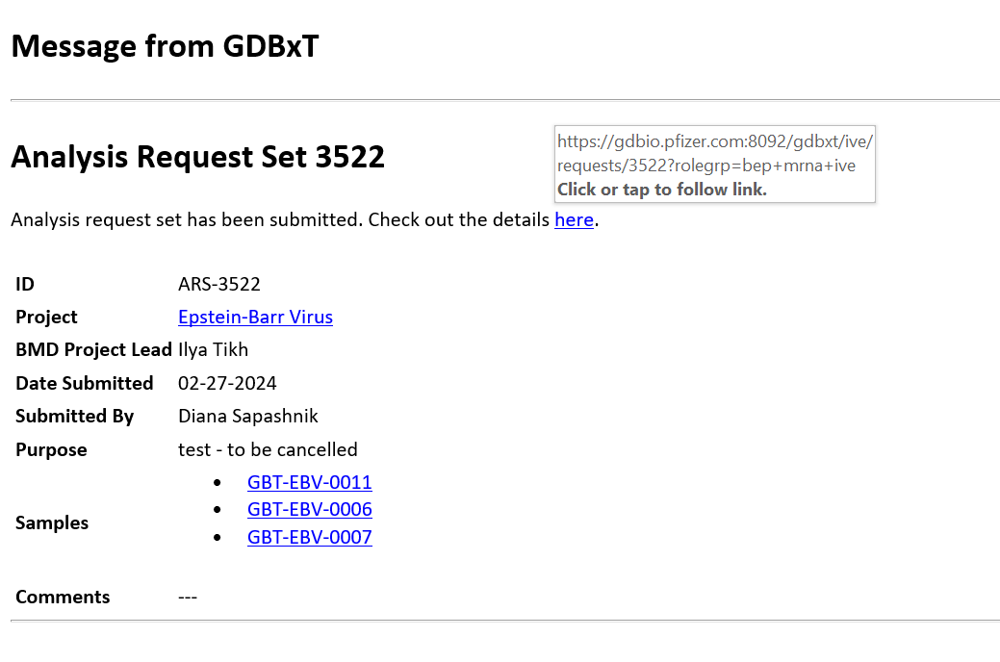 Message from GDBxT
Analysis Request Set 3522
https://gdbio.pfizer.com:8092/gdbxt/ive/
requests/3522?rolegrp=bep+mrna+ive
Click or tap to follow link.
Analysis request set has been submitted. Check out the details here.
ID ARS-3522
Project Epstein-Barr Virus
BMD Project Lead Ilya Tikh
Date Submitted 02-27-2024
Submitted By Diana Sapashnik
Purpose test - to be cancelled
• GBT-EBV-0011
• GBT-EBV-0006
Samples
• GBT-EBV-0007
Comments ---